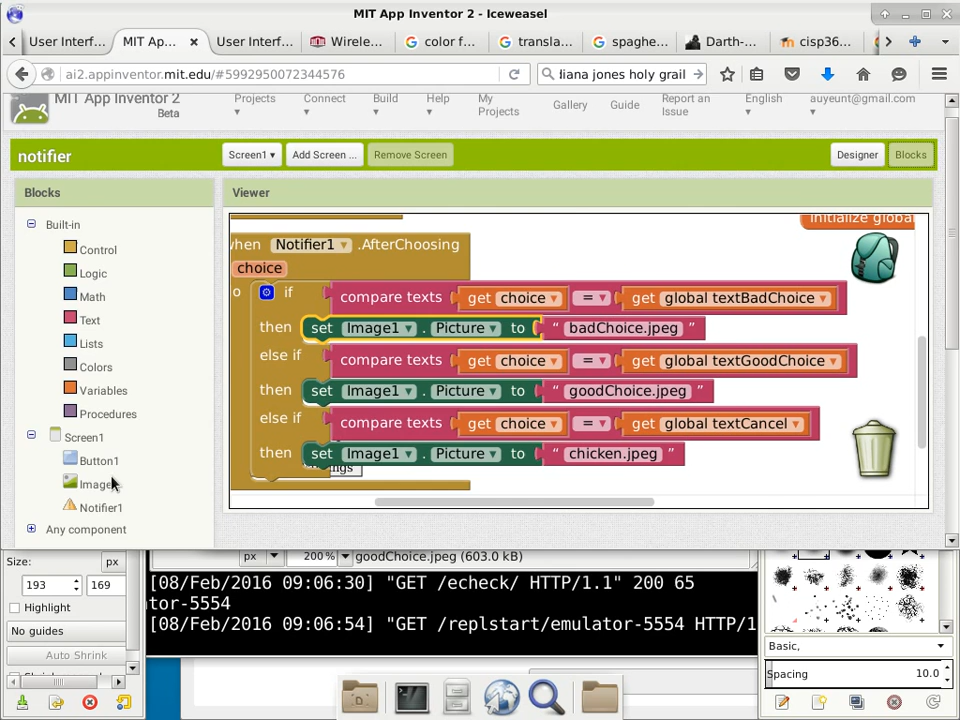 MIT App Inventor 2 - Iceweasel
User Interf...
MIT Ap...
User Interf...
Wirele...
color f...
transla...
spaghe...
Darth-...
cisp36...
ai2.appinventor.mit.edu/#5992950072344576
liana jones holy grail
MIT App Inventor 2
Beta
Projects
Connect
Build
Help
My Projects
Gallery
Guide
Report an Issue
English
auyeunt@gmail.com
notifier
Screen1
Add Screen ...
Remove Screen
Designer
Blocks
Blocks
Viewer
Built-in
Control
Logic
Math
Text
Lists
Colors
Variables
Procedures
Screen1
Button1
Image
Notifier1
Any component
initialize global
when Notifier1 .AfterChoosing
choice
if compare texts get choice = get global textBadChoice
then set Image1 . Picture to " badChoice.jpeg "
else if compare texts get choice = get global textGoodChoice
then set Image1 . Picture to " goodChoice.jpeg "
else if compare texts get choice = get global textCancel
then set Image1 . Picture to " chicken.jpeg "
Size: px
193 169
Highlight
No guides
Auto Shrink
px 200% goodChoice.jpeg (603.0 kB)
[08/Feb/2016 09:06:30] "GET /echeck/ HTTP/1.1" 200 65
tor-5554
[08/Feb/2016 09:06:54] "GET /replstart/emulator-5554 HTTP/1
Basic,
Spacing 10.0